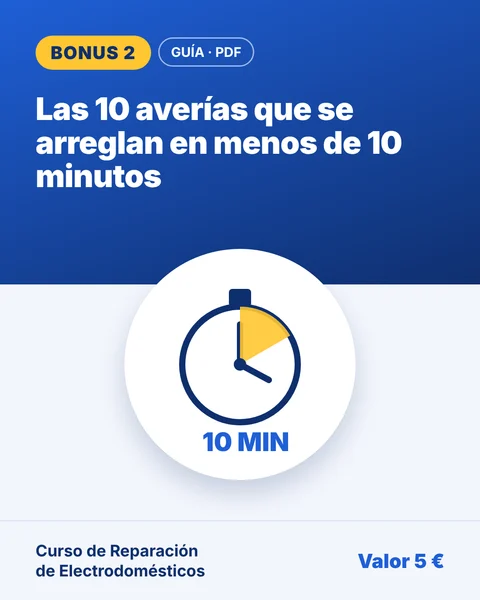 BONUS 2
GUÍA · PDF
Las 10 averías que se
arreglan en menos de 10
minutos
10 MIN
Curso de Reparación
de Electrodomésticos
Valor 5 €